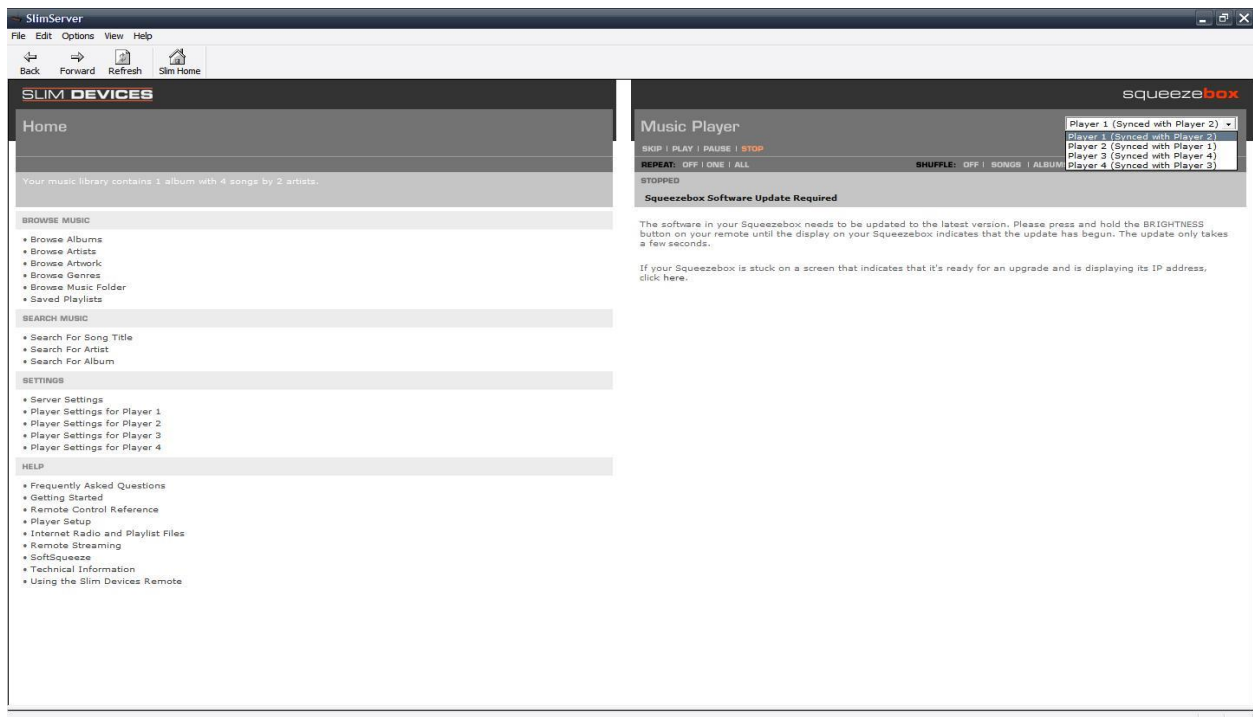 SlimServer
File Edit Options View Help
Back Forward Refresh Slim Home
SLIM DEVICES
Home
Your music library contains 1 album with 4 songs by 2 artists.
BROWSE MUSIC
• Browse Albums
• Browse Artists
• Browse Artwork
• Browse Genres
• Browse Music Folder
• Saved Playlists
SEARCH MUSIC
• Search For Song Title
• Search For Artist
• Search For Album
SETTINGS
• Server Settings
• Player Settings for Player 1
• Player Settings for Player 2
• Player Settings for Player 3
• Player Settings for Player 4
HELP
• Frequently Asked Questions
• Getting Started
• Remote Control Reference
• Player Setup
• Internet Radio and Playlist Files
• Remote Streaming
• SoftSqueeze
• Technical Information
• Using the Slim Devices Remote
squeezebox
Music Player
Player 1 (Synced with Player 2)
Player 1 (Synced with Player 2)
Player 2 (Synced with Player 1)
Player 3 (Synced with Player 4)
Player 4 (Synced with Player 3)
SKIP | PLAY | PAUSE | STOP
REPEAT: OFF | ONE | ALL
SHUFFLE: OFF | SONGS | ALBUM
STOPPED
Squeezebox Software Update Required
The software in your Squeezebox needs to be updated to the latest version. Please press and hold the BRIGHTNESS
button on your remote until the display on your Squeezebox indicates that the update has begun. The update only takes
a few seconds.
If your Squeezebox is stuck on a screen that indicates that it's ready for an upgrade and is displaying its IP address,
click here.